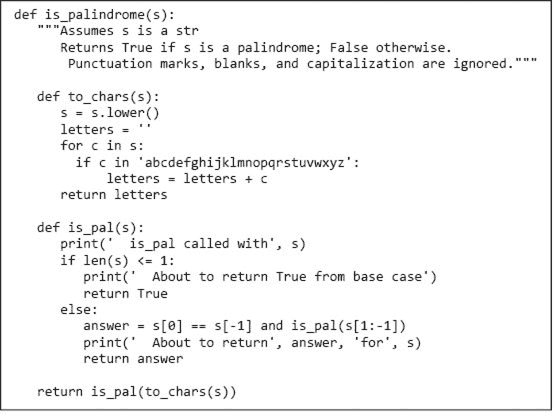 def is_palindrome(s):
   """Assumes s is a str
      Returns True if s is a palindrome; False otherwise.
       Punctuation marks, blanks, and capitalization are ignored."""
   def to_chars(s):
      s = s.lower()
      letters = ''
      for c in s:
        if c in 'abcdefghijklmnopqrstuvwxyz':
            letters = letters + c
      return letters
   def is_pal(s):
      print('  is_pal called with', s)
      if len(s) <= 1:
         print('  About to return True from base case')
         return True
      else:
         answer = s[0] == s[-1] and is_pal(s[1:-1])
         print('  About to return', answer, 'for', s)
         return answer
   return is_pal(to_chars(s))